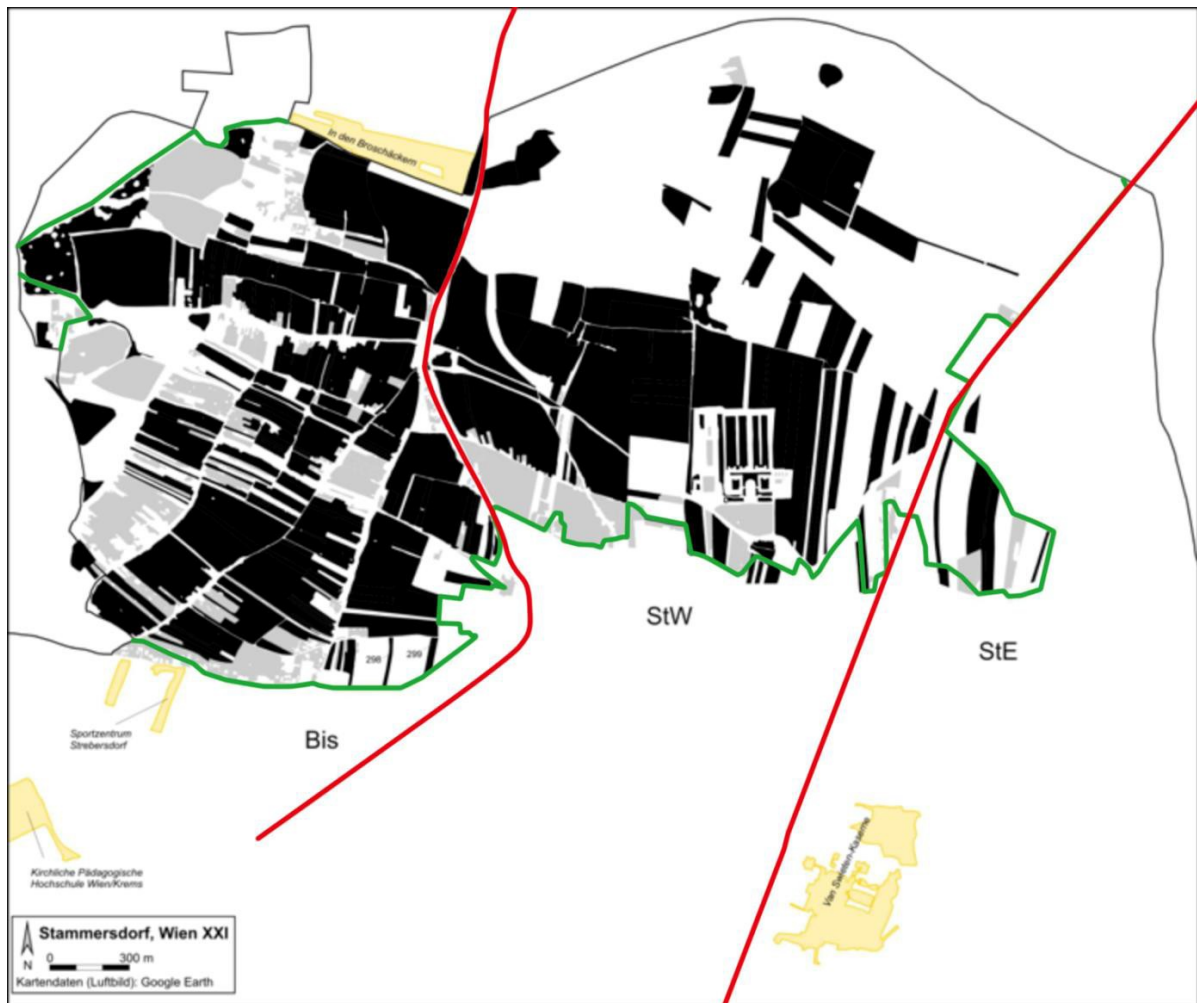 In den Broschäckern
StW
StE
298
299
Bis
Sportzentrum
Strebersdorf
Kirchliche Pädagogische
Hochschule Wien/Krems
Van Swieten-Kaserne
Stammersdorf, Wien XXI
0 300 m
N
Kartendaten (Luftbild): Google Earth